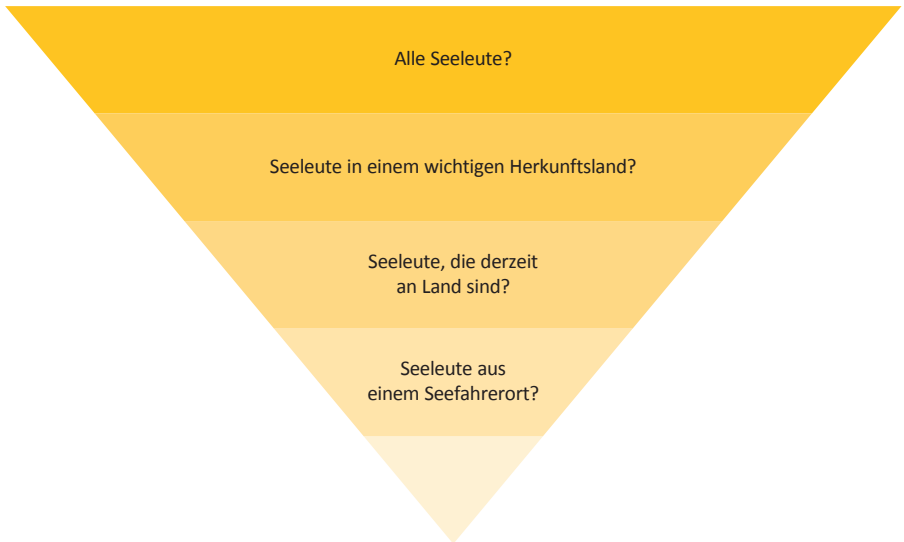 Alle Seeleute?
Seeleute in einem wichtigen Herkunftsland?
Seeleute, die derzeit
an Land sind?
Seeleute aus
einem Seefahrerort?